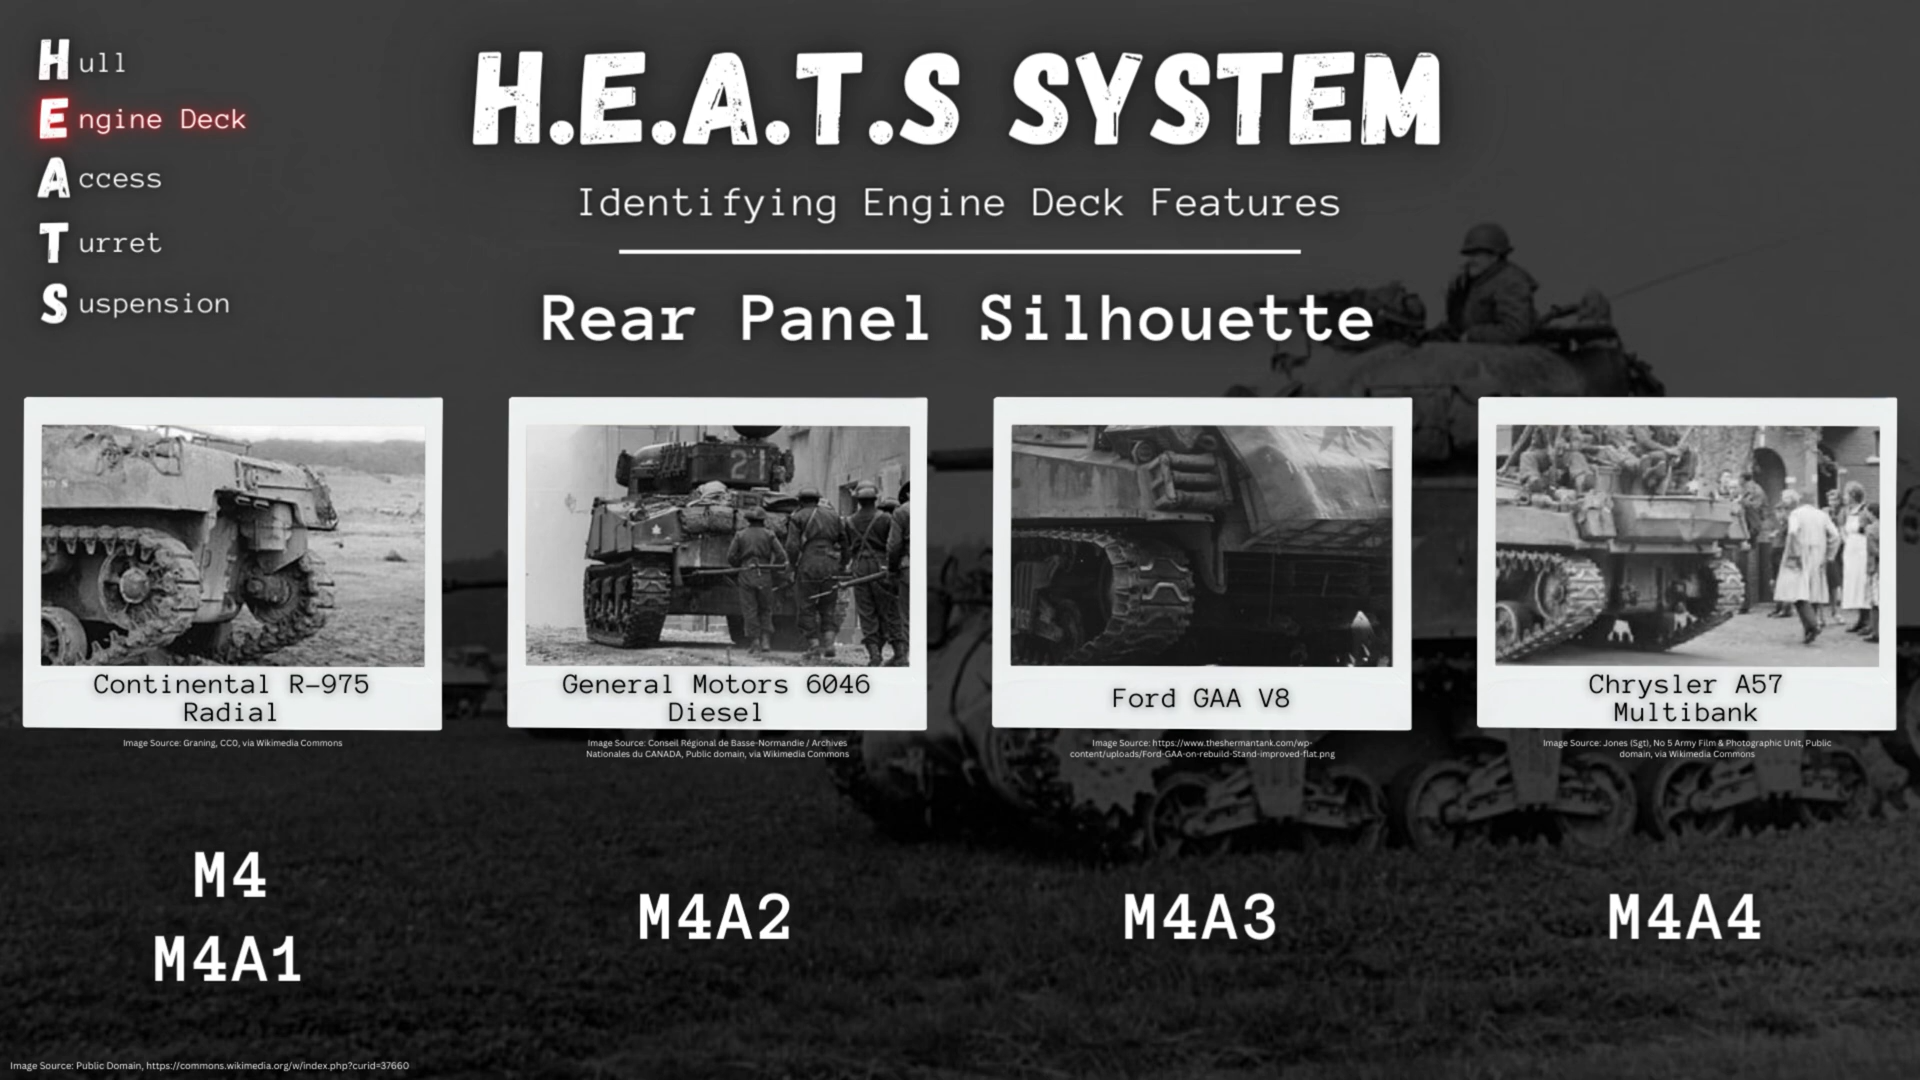 Hull
Engine Deck
Access
Turret
Suspension
H.E.A.T.S SYSTEM
Identifying Engine Deck Features
Rear Panel Silhouette
21
Continental R-975
Radial
Image Source: Graning, CC0, via Wikimedia Commons
M4
M4A1
General Motors 6046
Diesel
Image Source: Conseil Régional de Basse-Normandie / Archives
Nationales du CANADA, Public domain, via Wikimedia Commons
M4A2
Ford GAA V8
Image Source: https://www.theshermantank.com/wp-
content/uploads/Ford-GAA-on-rebuild-Stand-improved-flat.png
M4A3
Chrysler A57
Multibank
Image Source: Jones (Sgt), No 5 Army Film & Photographic Unit, Public
domain, via Wikimedia Commons
M4A4
Image Source: Public Domain, https://commons.wikimedia.org/w/index.php?curid=37660